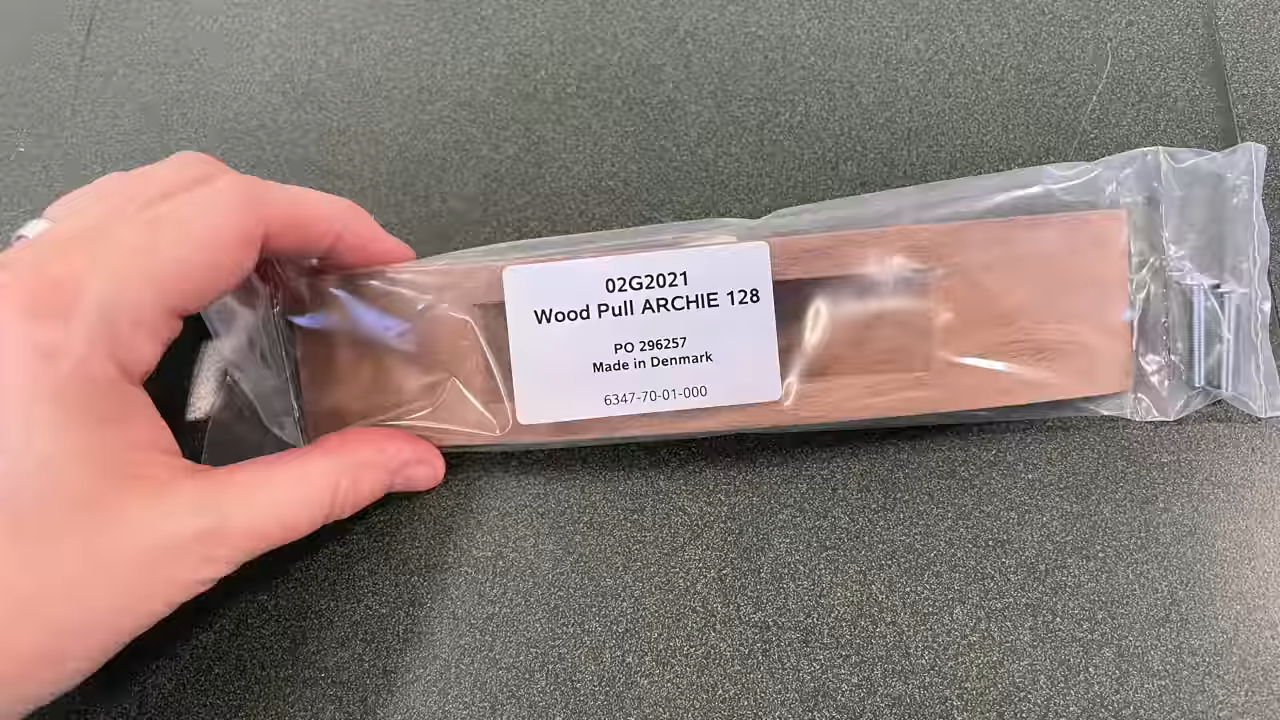 02G2021
Wood Pull ARCHIE 128
PO 296257
Made in Denmark
6347-70-01-000